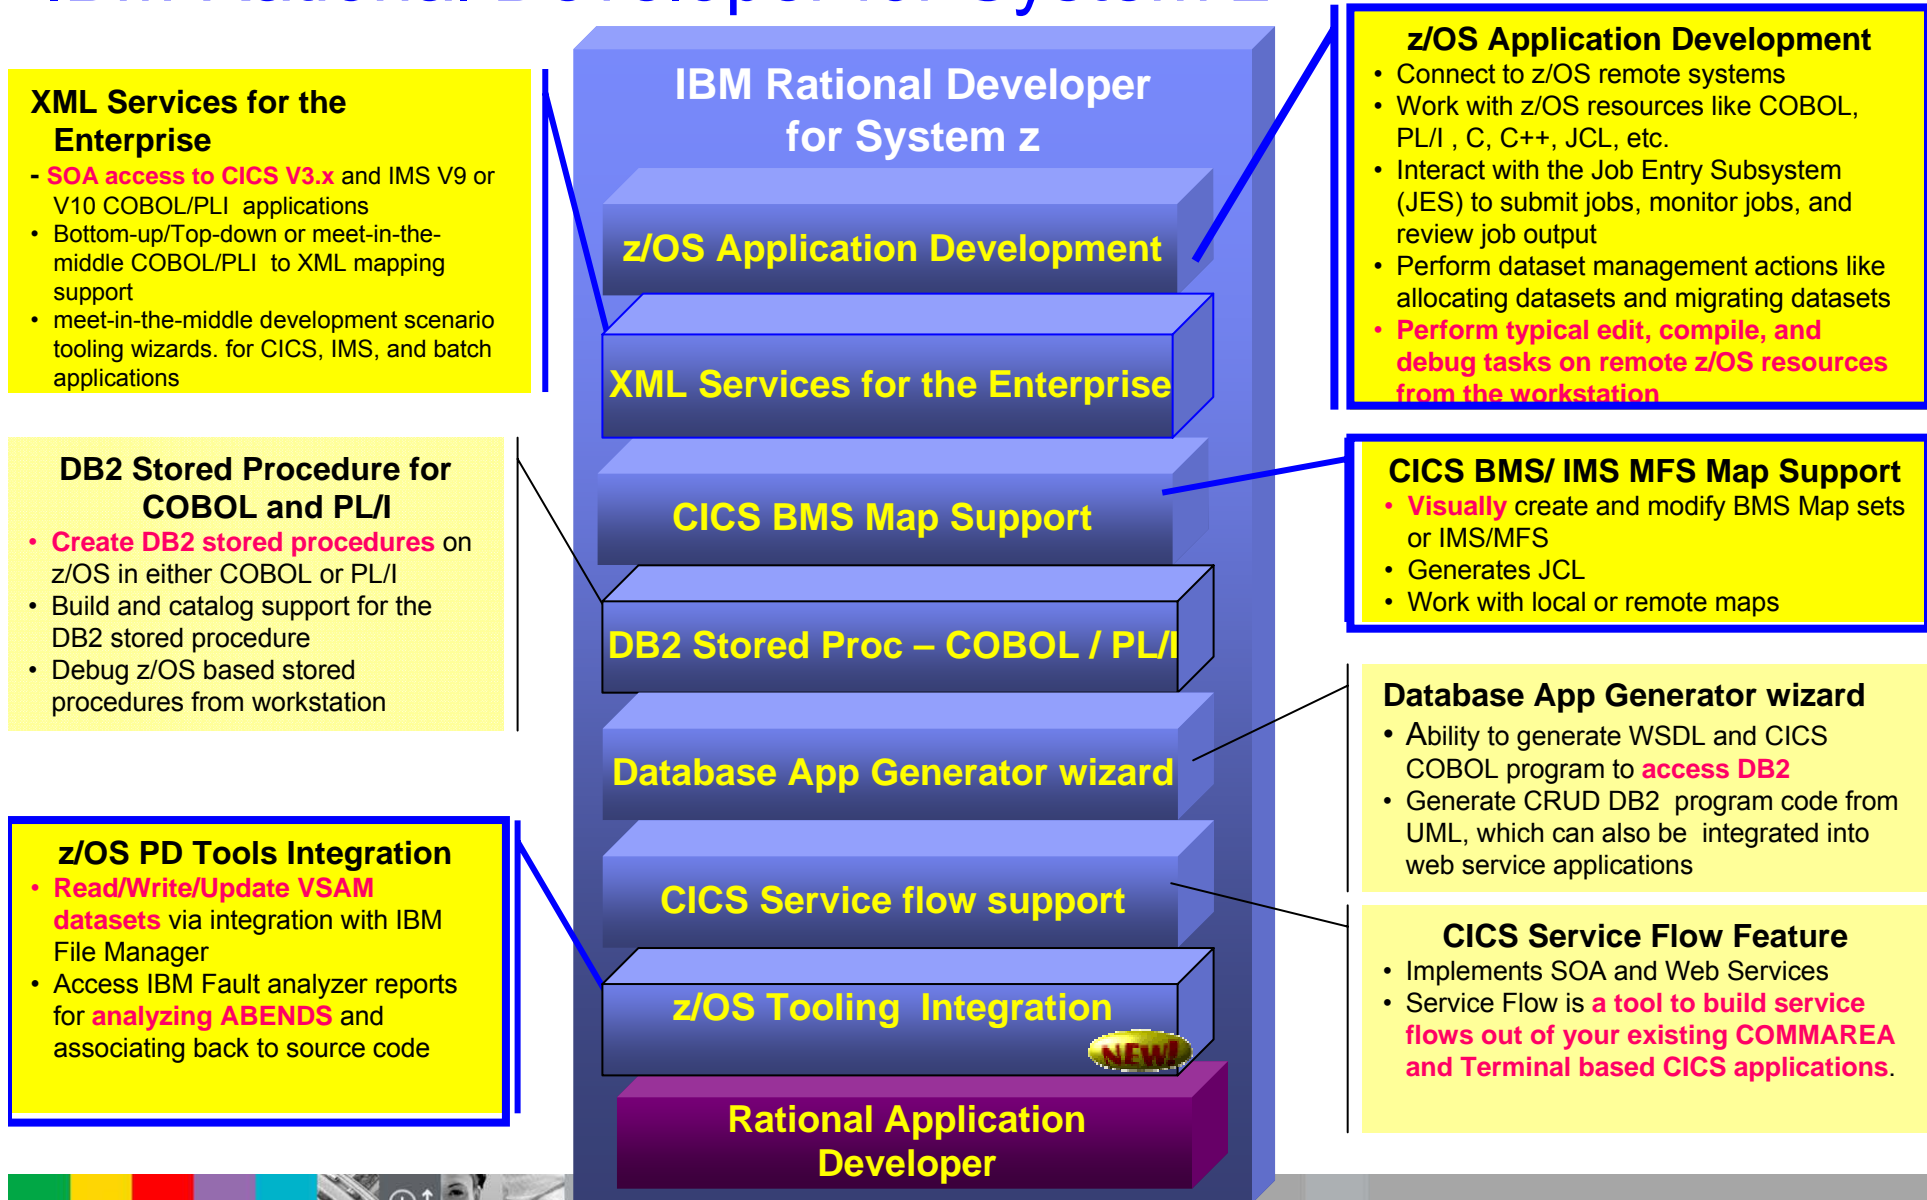 IBM Rational Developer for System z
XML Services for the
Enterprise
- SOA access to CICS V3.x and IMS V9 or
V10 COBOL/PLI applications
• Bottom-up/Top-down or meet-in-the-
middle COBOL/PLI to XML mapping
support
• meet-in-the-middle development scenario
tooling wizards. for CICS, IMS, and batch
applications
DB2 Stored Procedure for
COBOL and PL/I
• Create DB2 stored procedures on
z/OS in either COBOL or PL/I
• Build and catalog support for the
DB2 stored procedure
• Debug z/OS based stored
procedures from workstation
z/OS PD Tools Integration
• Read/Write/Update VSAM
datasets via integration with IBM
File Manager
• Access IBM Fault analyzer reports
for analyzing ABENDS and
associating back to source code
IBM Rational Developer
for System z
z/OS Application Development
XML Services for the Enterprise
CICS BMS Map Support
DB2 Stored Proc – COBOL / PL/I
Database App Generator wizard
CICS Service flow support
z/OS Tooling Integration
NEW!
Rational Application
Developer
z/OS Application Development
• Connect to z/OS remote systems
• Work with z/OS resources like COBOL,
PL/I , C, C++, JCL, etc.
• Interact with the Job Entry Subsystem
(JES) to submit jobs, monitor jobs, and
review job output
• Perform dataset management actions like
allocating datasets and migrating datasets
• Perform typical edit, compile, and
debug tasks on remote z/OS resources
from the workstation
CICS BMS/ IMS MFS Map Support
• Visually create and modify BMS Map sets
or IMS/MFS
• Generates JCL
• Work with local or remote maps
Database App Generator wizard
• Ability to generate WSDL and CICS
COBOL program to access DB2
• Generate CRUD DB2 program code from
UML, which can also be integrated into
web service applications
CICS Service Flow Feature
• Implements SOA and Web Services
• Service Flow is a tool to build service
flows out of your existing COMMAREA
and Terminal based CICS applications.